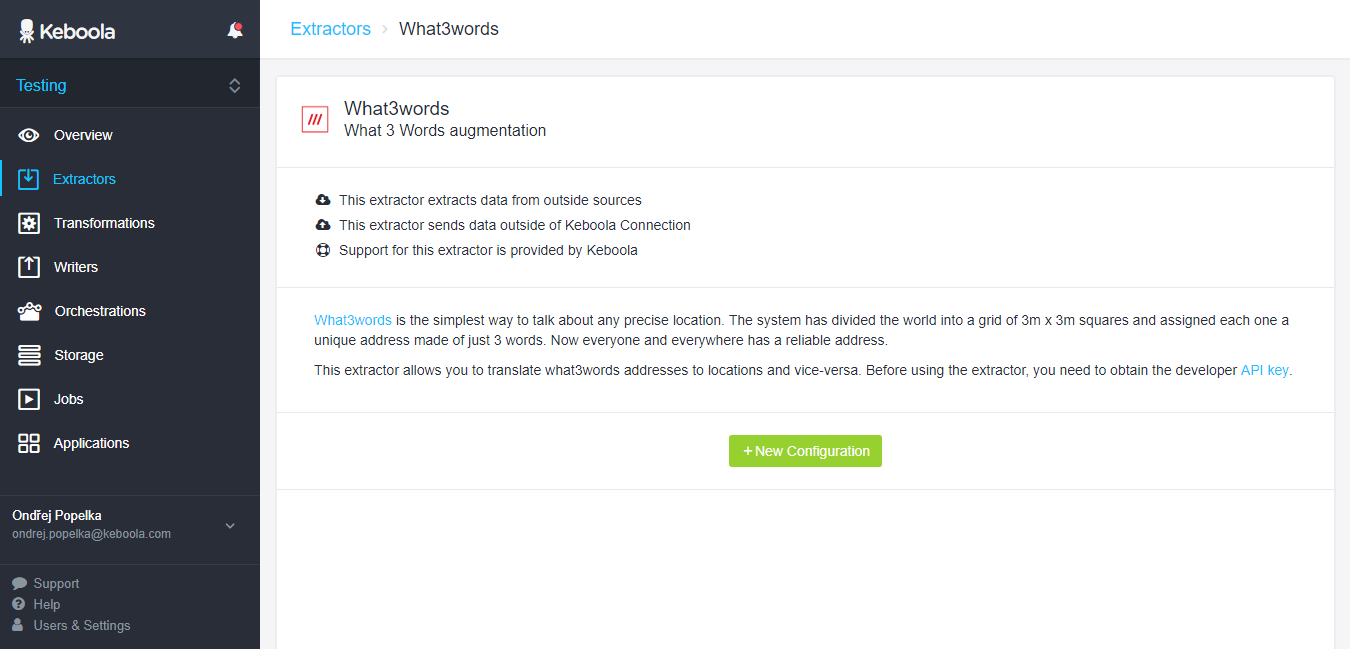 Keboola
Testing
Overview
Extractors
Transformations
Writers
Orchestrations
Storage
Jobs
Applications
Ondřej Popelka
ondrej.popelka@keboola.com
Support
Help
Users & Settings
Extractors › What3words
What3words
What 3 Words augmentation
This extractor extracts data from outside sources
This extractor sends data outside of Keboola Connection
Support for this extractor is provided by Keboola
What3words is the simplest way to talk about any precise location. The system has divided the world into a grid of 3m x 3m squares and assigned each one a
unique address made of just 3 words. Now everyone and everywhere has a reliable address.
This extractor allows you to translate what3words addresses to locations and vice-versa. Before using the extractor, you need to obtain the developer API key.
+ New Configuration